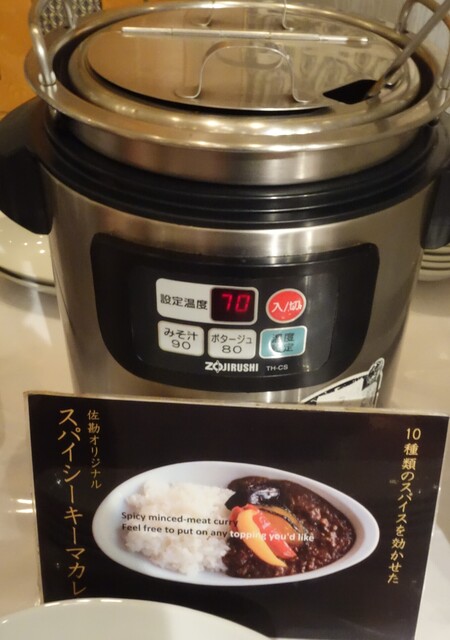 設定温度
70
入/切
みそ汁
90
ポタージュ
80
ZOJIRUSHI TH-CS
10種類のスパイスを効かせた
佐勘オリジナル
スパイシーキーマカレ
Spicy minced-meat curry
Feel free to put on any topping you'd like